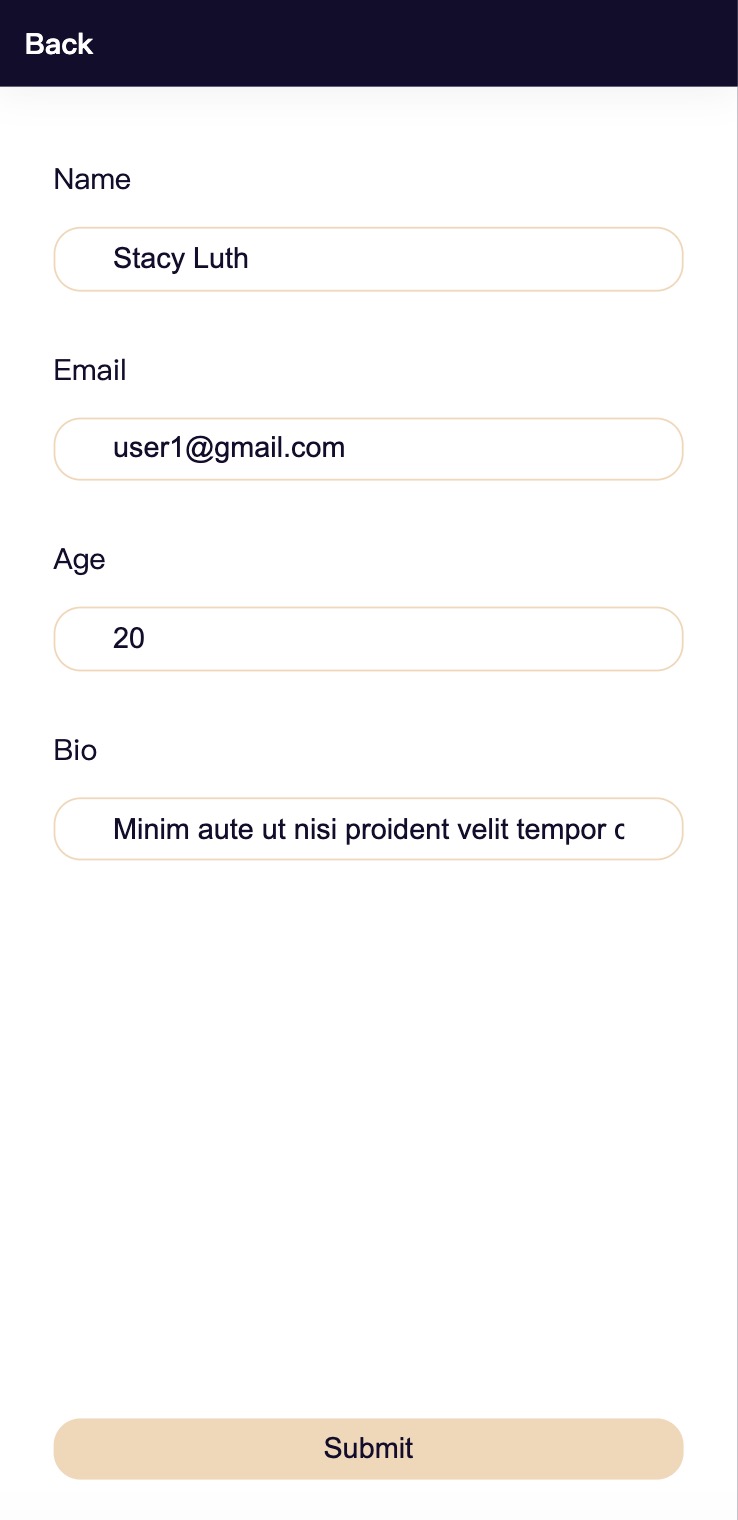 Back
Name
Stacy Luth
Email
user1@gmail.com
Age
20
Bio
Minim aute ut nisi proident velit tempor
Submit